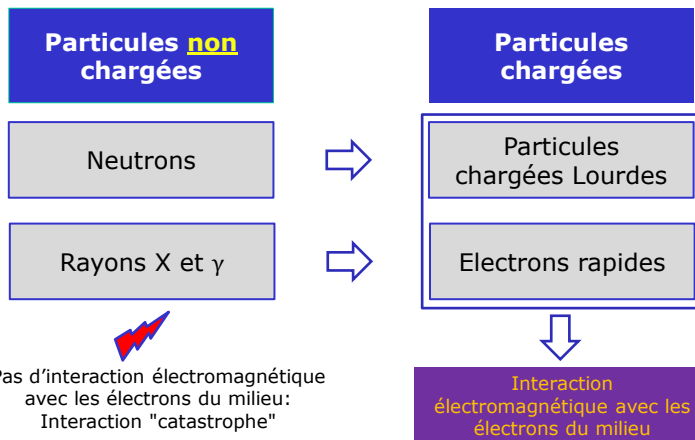 Particules non
chargées
Particules
chargées
Neutrons
Particules
chargées Lourdes
Rayons X et γ
Electrons rapides
Pas d’interaction électromagnétique
avec les électrons du milieu:
Interaction "catastrophe"
Interaction
électromagnétique avec les
électrons du milieu